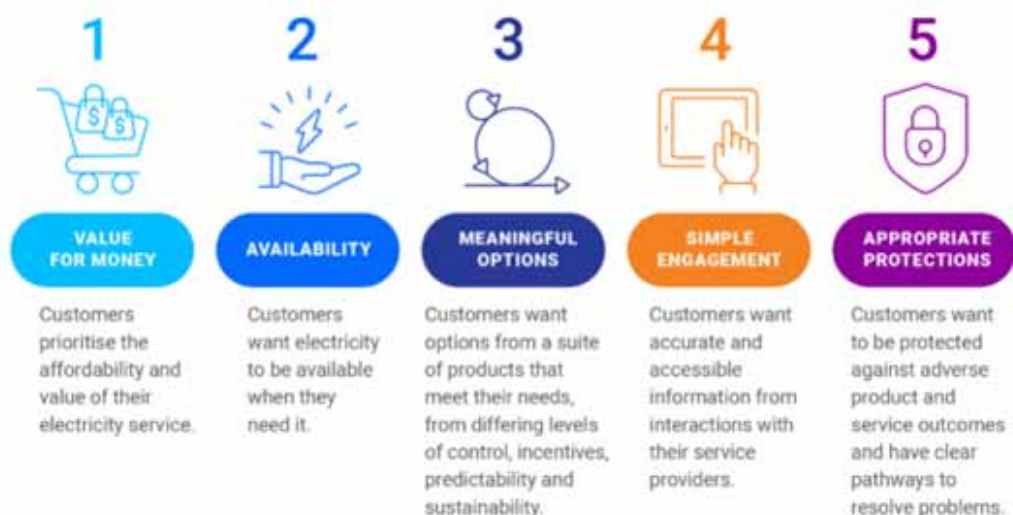 1
2
3
4
5
$ $
VALUE
FOR MONEY
AVAILABILITY
MEANINGFUL
OPTIONS
SIMPLE
ENGAGEMENT
APPROPRIATE
PROTECTIONS
Customers
prioritise the
affordability and
value of their
electricity service.
Customers
want electricity
to be available
when they
need it.
Customers want
options from a suite
of products that
meet their needs,
from differing levels
of control, incentives,
predictability and
sustainability.
Customers want
accurate and
accessible
information from
interactions with
their service
providers.
Customers want
to be protected
against adverse
product and
service outcomes
and have clear
pathways to
resolve problems.